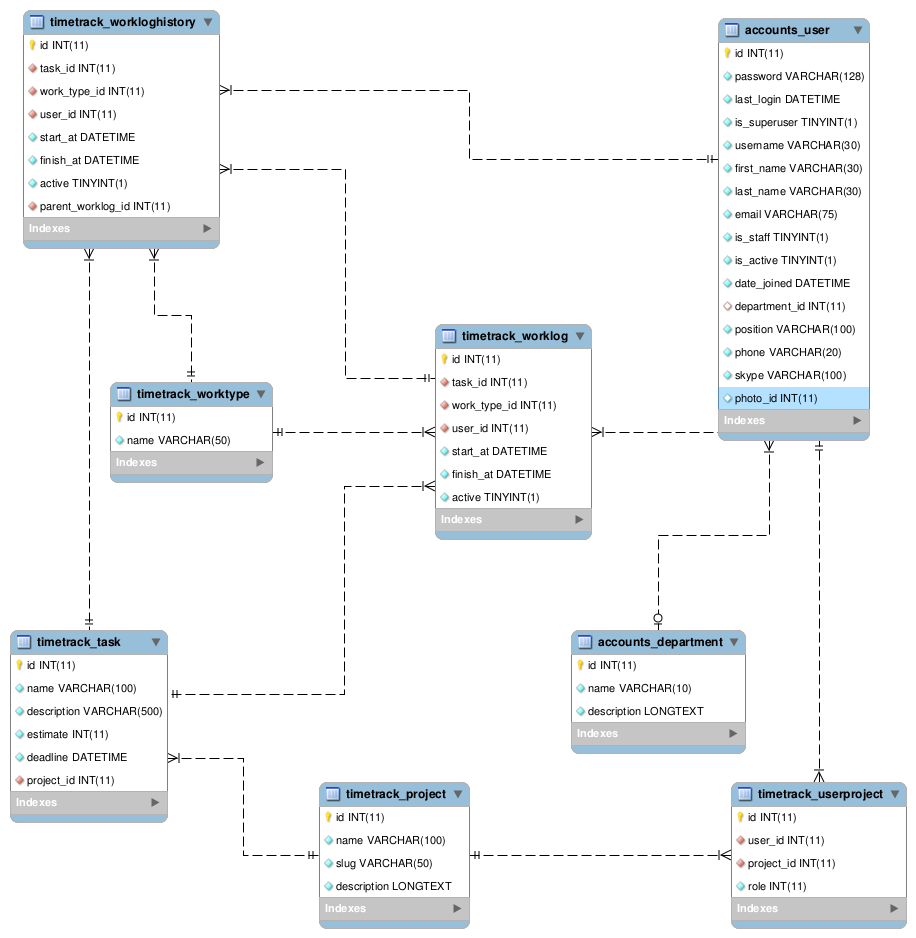 timetrack_workloghistory
id INT(11)
task_id INT(11)
work_type_id INT(11)
user_id INT(11)
start_at DATETIME
finish_at DATETIME
active TINYINT(1)
parent_worklog_id INT(11)
Indexes
accounts_user
id INT(11)
password VARCHAR(128)
last_login DATETIME
is_superuser TINYINT(1)
username VARCHAR(30)
first_name VARCHAR(30)
last_name VARCHAR(30)
email VARCHAR(75)
is_staff TINYINT(1)
is_active TINYINT(1)
date_joined DATETIME
department_id INT(11)
position VARCHAR(100)
phone VARCHAR(20)
skype VARCHAR(100)
photo_id INT(11)
Indexes
timetrack_worklog
id INT(11)
task_id INT(11)
work_type_id INT(11)
user_id INT(11)
start_at DATETIME
finish_at DATETIME
active TINYINT(1)
Indexes
timetrack_worktype
id INT(11)
name VARCHAR(50)
Indexes
timetrack_task
id INT(11)
name VARCHAR(100)
description VARCHAR(500)
estimate INT(11)
deadline DATETIME
project_id INT(11)
Indexes
accounts_department
id INT(11)
name VARCHAR(10)
description LONGTEXT
Indexes
timetrack_project
id INT(11)
name VARCHAR(100)
slug VARCHAR(50)
description LONGTEXT
Indexes
timetrack_userproject
id INT(11)
user_id INT(11)
project_id INT(11)
role INT(11)
Indexes